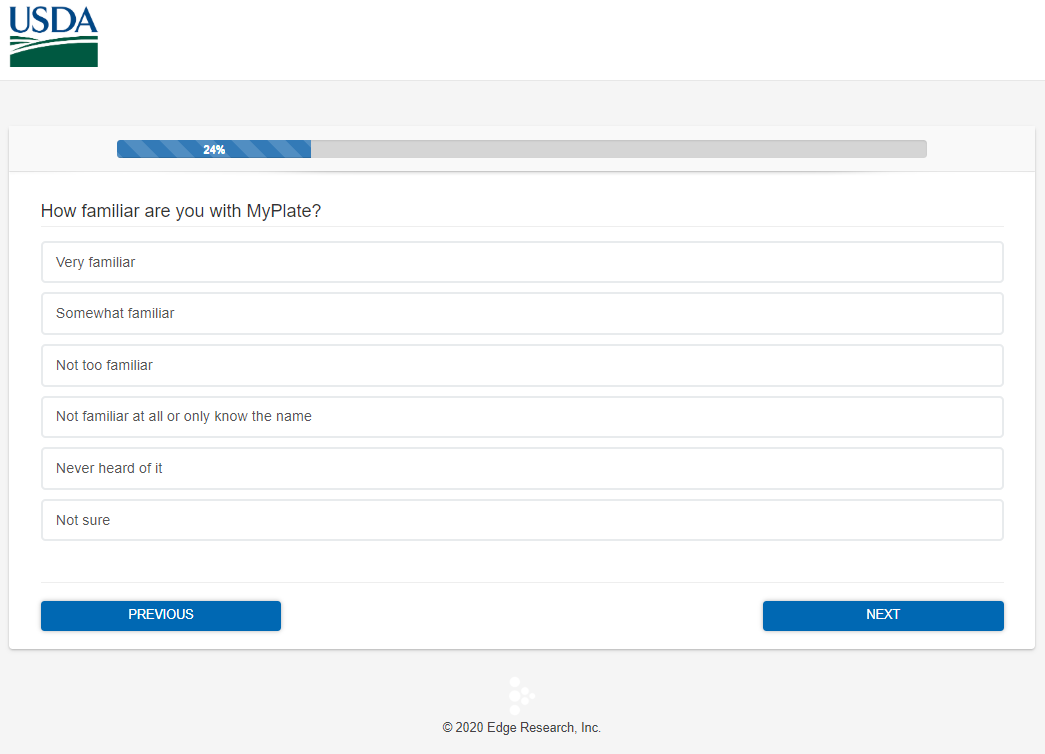 USDA
24%
How familiar are you with MyPlate?
Very familiar
Somewhat familiar
Not too familiar
Not familiar at all or only know the name
Never heard of it
Not sure
PREVIOUS
NEXT
© 2020 Edge Research, Inc.